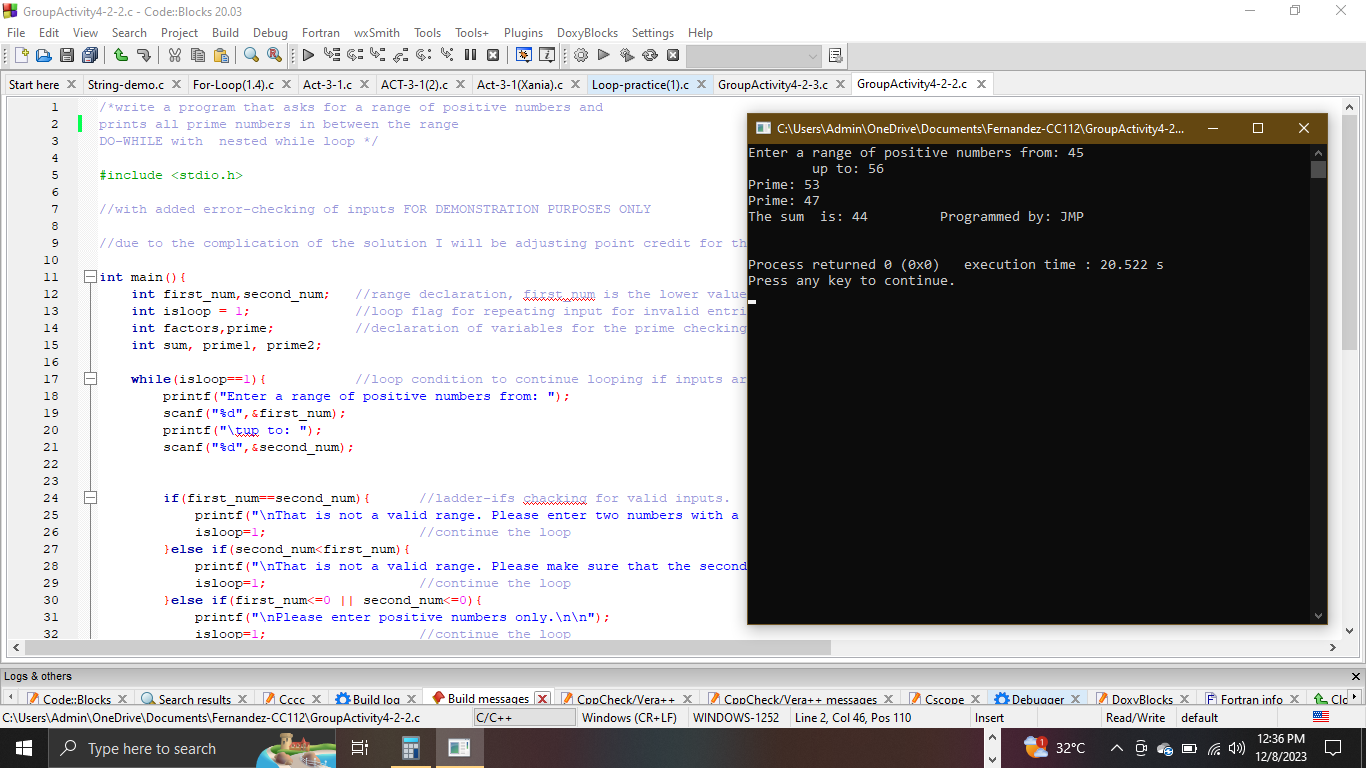 GroupActivity4-2-2.c - Code::Blocks 20.03
File Edit View Search Project Build Debug Fortran wxSmith Tools Tools+ Plugins DoxyBlocks Settings Help
Start here String-demo.c For-Loop(1.4).c Act-3-1.c ACT-3-1(2).c Act-3-1(Xania).c Loop-practice(1).c GroupActivity4-2-3.c GroupActivity4-2-2.c
1 /*write a program that asks for a range of positive numbers and
2 prints all prime numbers in between the range
3 DO-WHILE with  nested while loop */
4
5 #include <stdio.h>
6
7 //with added error-checking of inputs FOR DEMONSTRATION PURPOSES ONLY
8
9 //due to the complication of the solution I will be adjusting point credit for th
10
11 int main(){
12 int first_num,second_num;   //range declaration, first_num is the lower value
13 int isloop = 1;             //loop flag for repeating input for invalid entri
14 int factors,prime;          //declaration of variables for the prime checking
15 int sum, prime1, prime2;
16
17 while(isloop==1){           //loop condition to continue looping if inputs ar
18 printf("Enter a range of positive numbers from: ");
19 scanf("%d",&first_num);
20 printf("\tup to: ");
21 scanf("%d",&second_num);
22
23
24 if(first_num==second_num){      //ladder-ifs chacking for valid inputs.
25 printf("\nThat is not a valid range. Please enter two numbers with a
26 isloop=1;                   //continue the loop
27 }else if(second_num<first_num){
28 printf("\nThat is not a valid range. Please make sure that the second
29 isloop=1;                   //continue the loop
30 }else if(first_num<=0 || second_num<=0){
31 printf("\nPlease enter positive numbers only.\n\n");
32 isloop=1;                   //continue the loop
C:\Users\Admin\OneDrive\Documents\Fernandez-CC112\GroupActivity4-2...
Enter a range of positive numbers from: 45
up to: 56
Prime: 53
Prime: 47
The sum  is: 44         Programmed by: JMP
Process returned 0 (0x0)   execution time : 20.522 s
Press any key to continue.
Logs & others
Code::Blocks Search results Cccc Build log Build messages CppCheck/Vera++ CppCheck/Vera++ messages Cscope Debugger DoxyBlocks Fortran info Clo
C:\Users\Admin\OneDrive\Documents\Fernandez-CC112\GroupActivity4-2-2.c C/C++ Windows (CR+LF) WINDOWS-1252 Line 2, Col 46, Pos 110 Insert Read/Write default
Type here to search 1 32°C 12:36 PM
12/8/2023